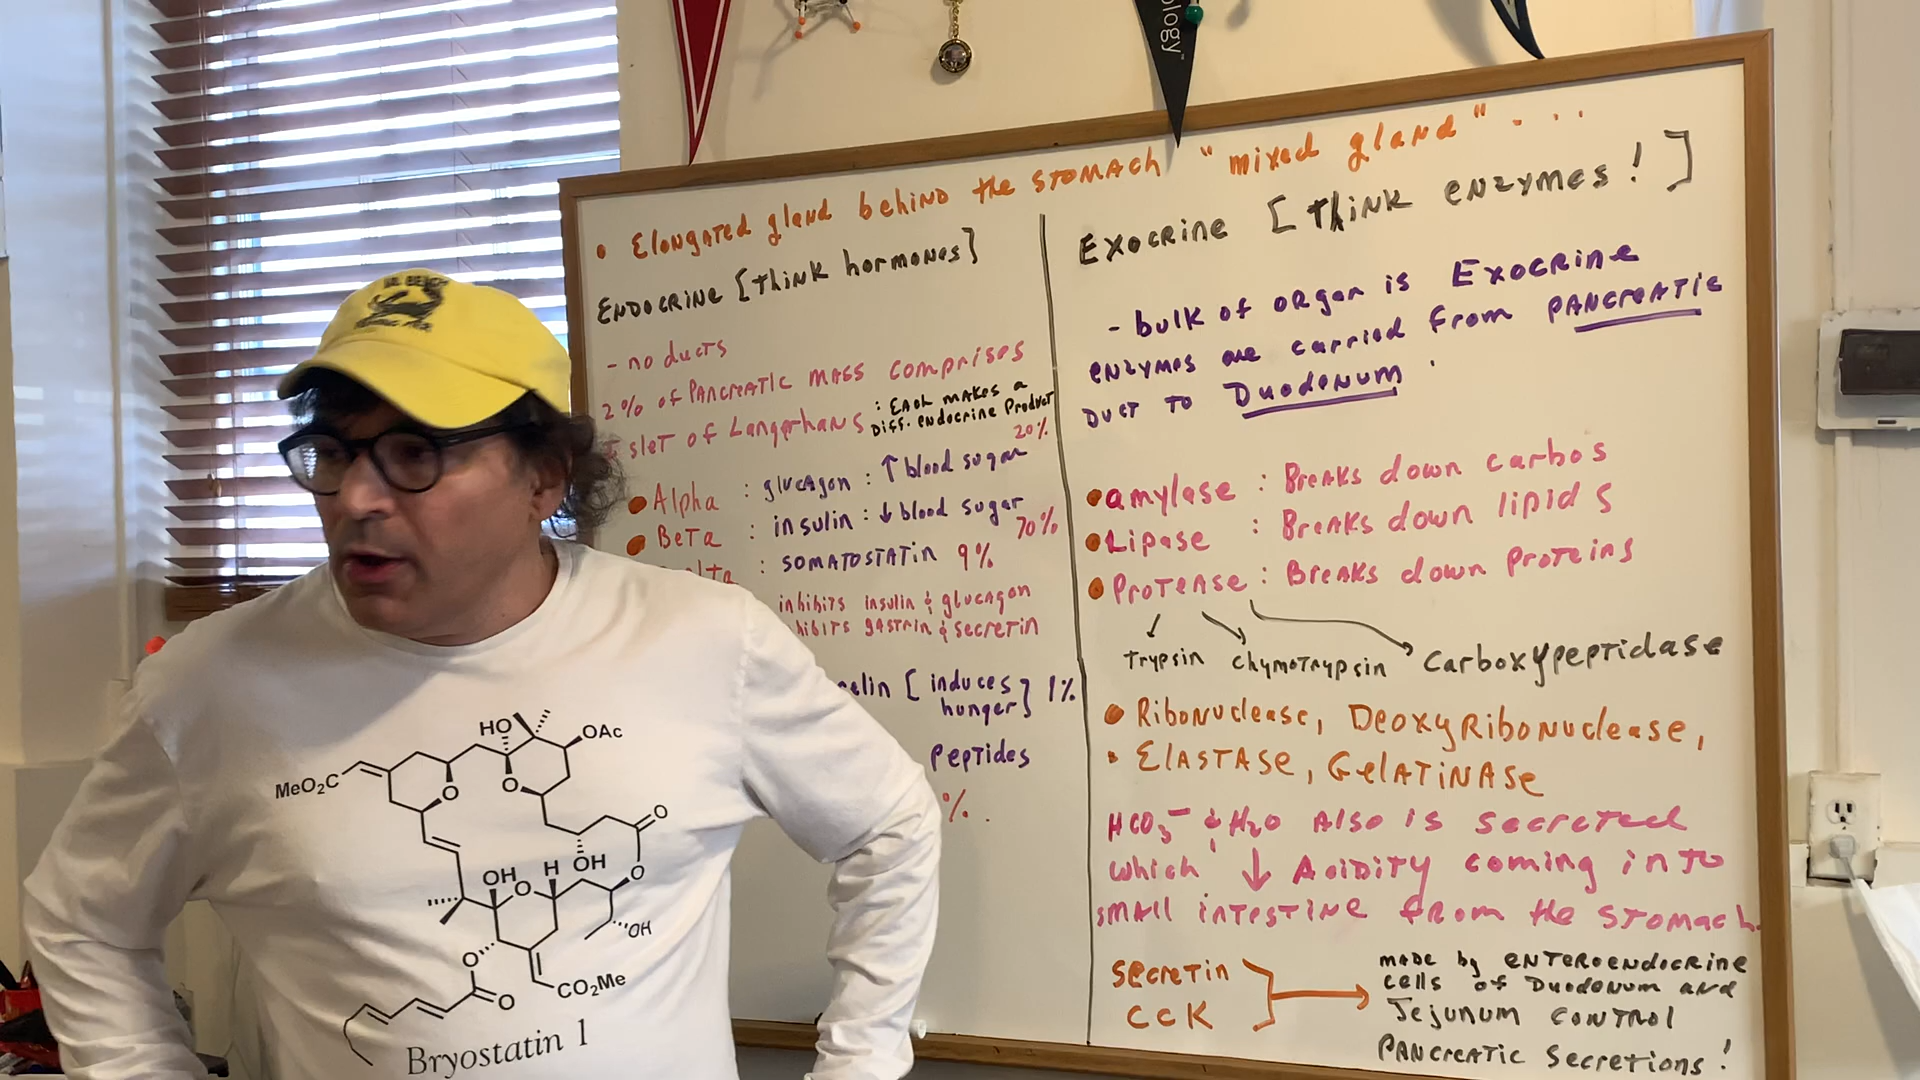 ology
• Elongated gland behind the stomach "mixed gland" ...
Endocrine [think hormones]
- no ducts
2% of pancreatic mass comprises
Islet of Langerhans : Each makes a
Diff. endocrine Product
20%
Alpha : glucagon : ↑ blood sugar
Beta : insulin : ↓ blood sugar
70%
lta : somatostatin 9%
inhibits insulin & glucagon
hibits gastrin & secretin
elin [induces hunger] 1%
Peptides
%.
Exocrine [Think enzymes!]
- bulk of organ is Exocrine
enzymes are carried from pancreatic
duct to Duodenum.
• amylase : Breaks down carbos
• Lipase : Breaks down lipids
• Protease : Breaks down proteins
Trypsin Chymotrypsin Carboxypeptidase
• Ribonuclease, Deoxyribonuclease,
• Elastase, Gelatinase
HCO3- & H2O Also is secreted
which ↓ Acidity coming into
small intestine from the stomach.
Secretin
CCK
made by enteroendocrine
cells of Duodenum and
Jejunum control
Pancreatic Secretions!
HO
OAc
MeO2C
O
O
O
OH
OH
O
H
O
OH
O
O
CO2Me
Bryostatin 1